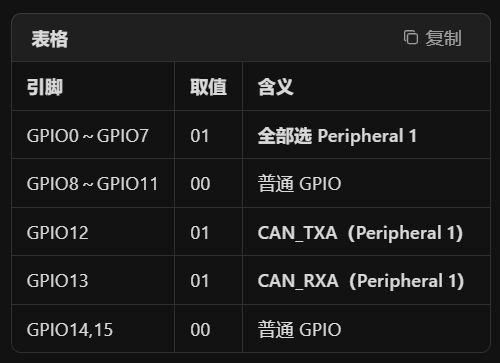 表格 复制
引脚 取值 含义
GPIO0～GPIO7 01 全部选 Peripheral 1
GPIO8～GPIO11 00 普通 GPIO
GPIO12 01 CAN_TXA（Peripheral 1）
GPIO13 01 CAN_RXA（Peripheral 1）
GPIO14,15 00 普通 GPIO